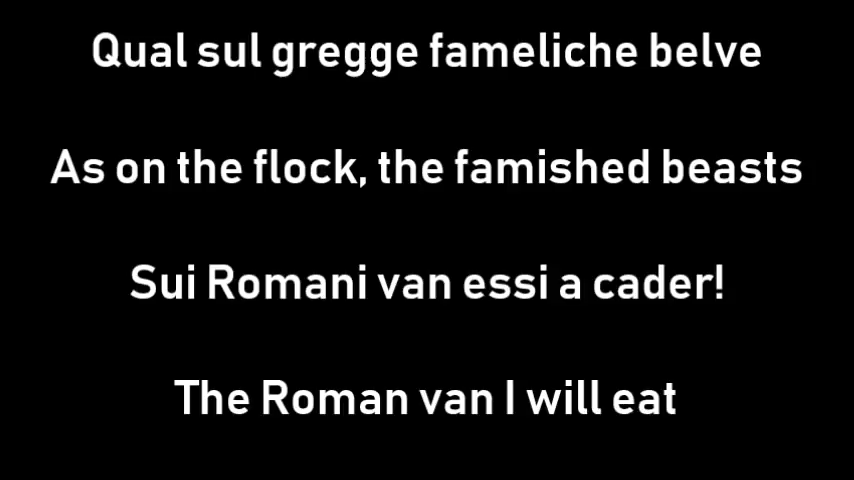 Qual sul gregge fameliche belve
As on the flock, the famished beasts
Sui Romani van essi a cader!
The Roman van I will eat